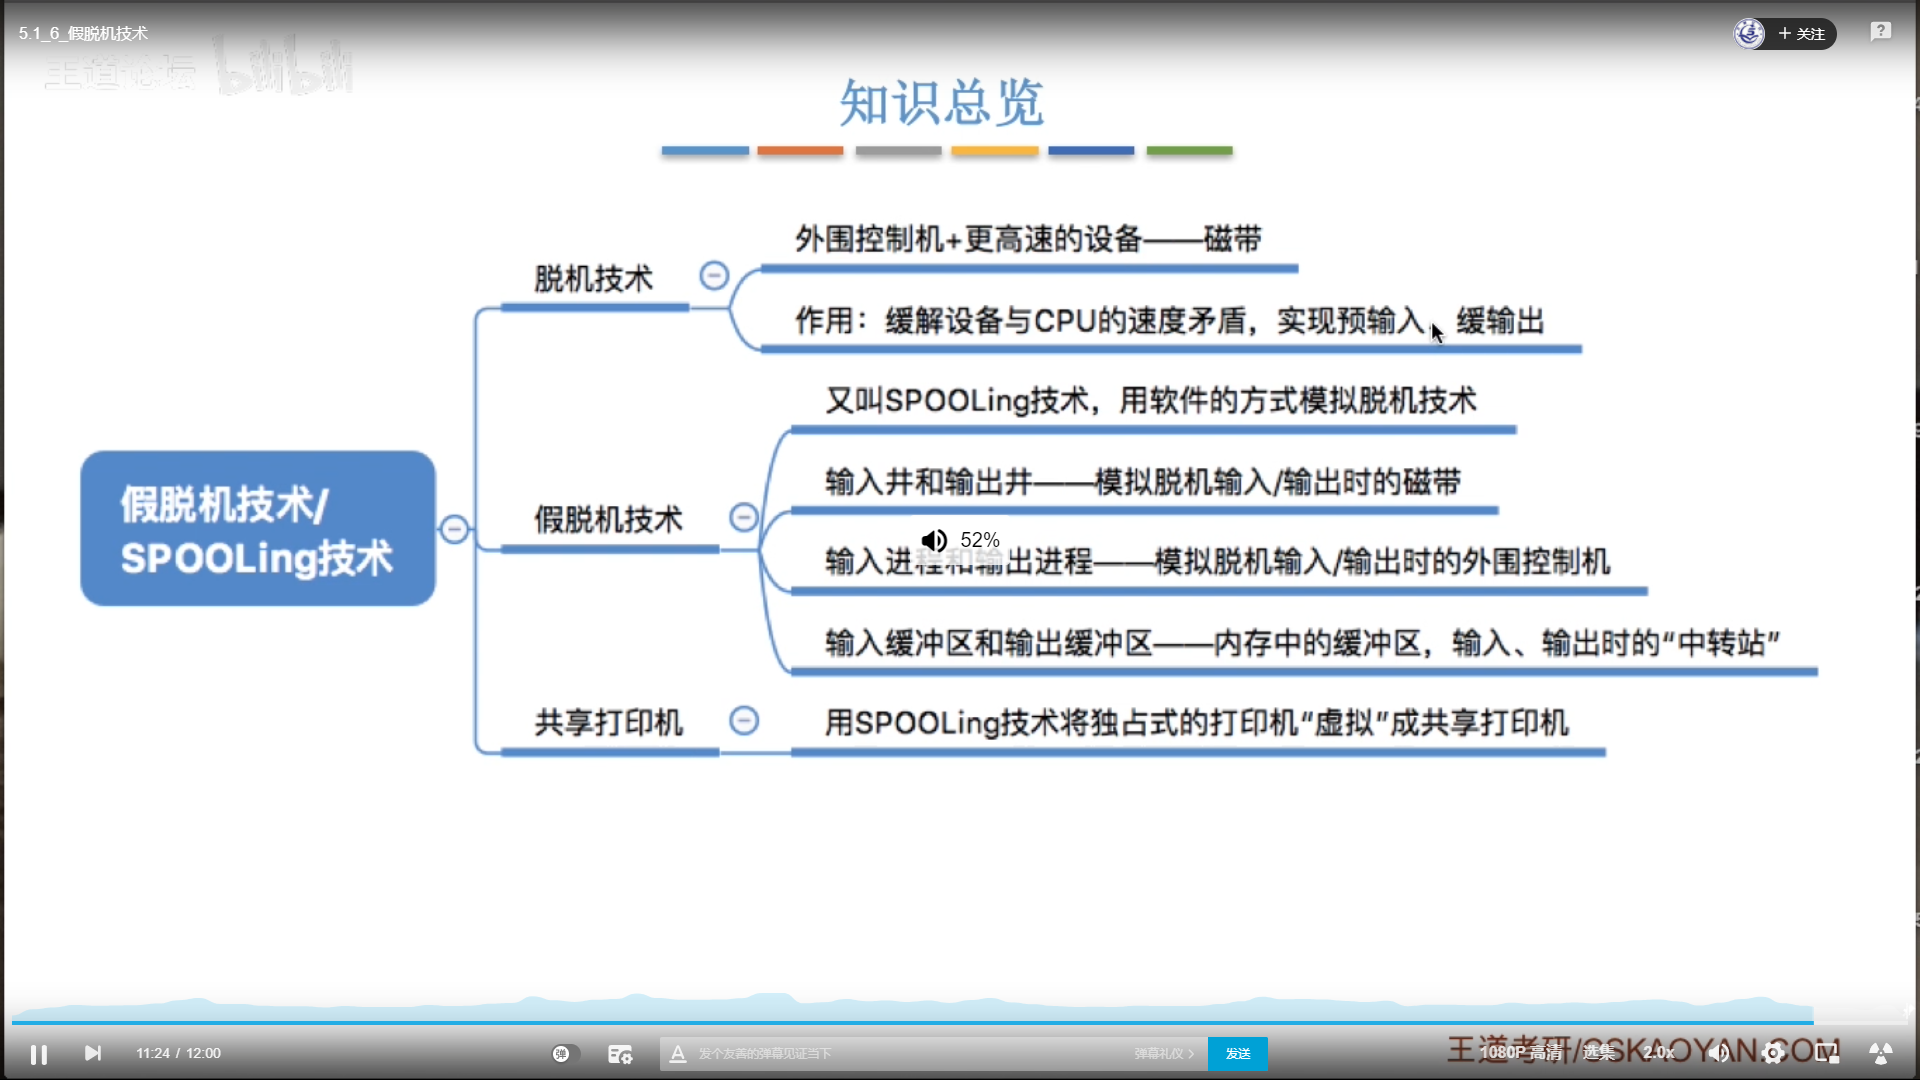 5.1_6_假脱机技术
+ 关注
王道论坛 bilibili
知识总览
外围控制机+更高速的设备——磁带
脱机技术
作用：缓解设备与CPU的速度矛盾，实现预输入、缓输出
又叫SPOOLing技术，用软件的方式模拟脱机技术
输入井和输出井——模拟脱机输入/输出时的磁带
假脱机技术/
SPOOLing技术
假脱机技术
52%
输入进程和输出进程——模拟脱机输入/输出时的外围控制机
输入缓冲区和输出缓冲区——内存中的缓冲区，输入、输出时的“中转站”
共享打印机
用SPOOLing技术将独占式的打印机“虚拟”成共享打印机
王道考研/CSKAOYAN.COM
11:24 / 12:00
弹
发个友善的弹幕见证当下
弹幕礼仪 >
发送
1080P 高清
选集
2.0x